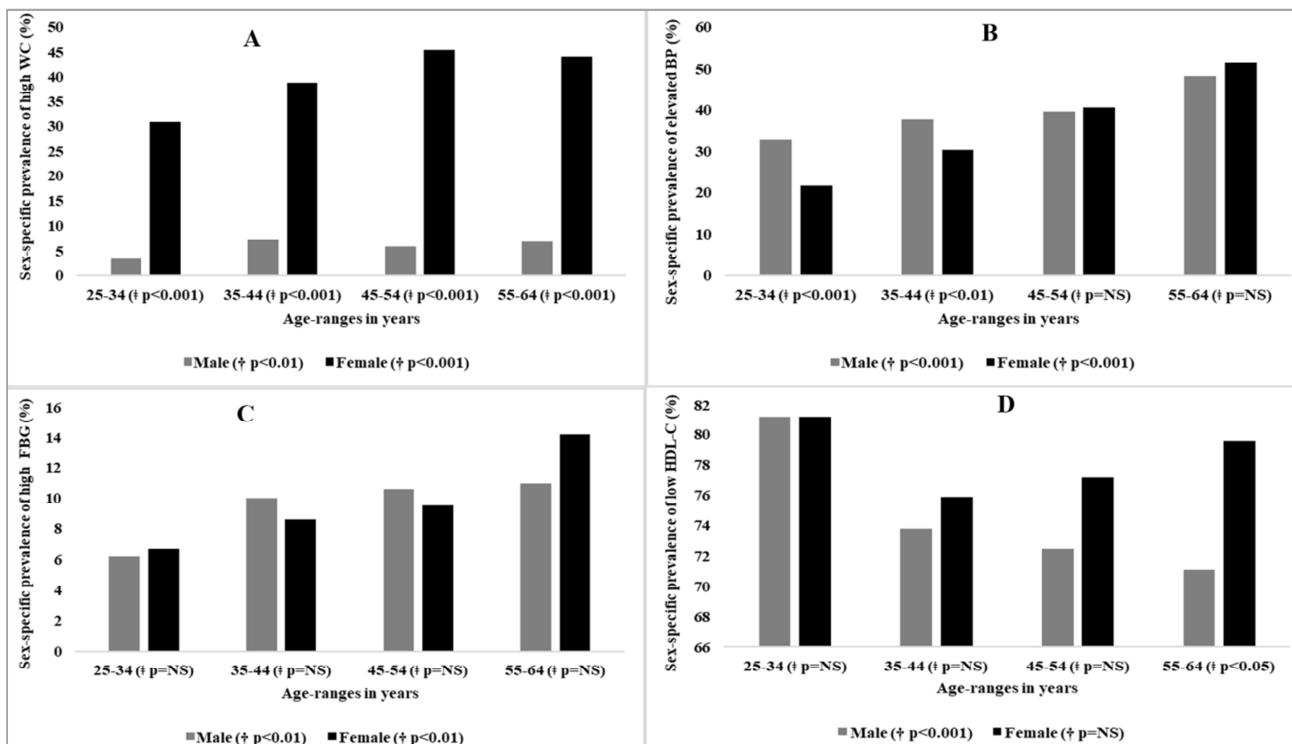 A
Sex-specific prevalence of high WC (%)
50
45
40
35
30
25
20
15
10
5
0
25-34 (ǂ p<0.001) 35-44 (ǂ p<0.001) 45-54 (ǂ p<0.001) 55-64 (ǂ p<0.001)
Age-ranges in years
Male († p<0.01) Female († p<0.001)
B
Sex-specific prevalence of elevated BP (%)
60
50
40
30
20
10
0
25-34 (ǂ p<0.001) 35-44 (ǂ p<0.01) 45-54 (ǂ p=NS) 55-64 (ǂ p=NS)
Age-ranges in years
Male († p<0.001) Female († p<0.001)
C
Sex-specific prevalence of high FBG (%)
16
14
12
10
8
6
4
2
0
25-34 (ǂ p=NS) 35-44 (ǂ p=NS) 45-54 (ǂ p=NS) 55-64 (ǂ p=NS)
Age-ranges in years
Male († p<0.01) Female († p<0.01)
D
Sex-specific prevalence of low HDL-C (%)
82
80
78
76
74
72
70
68
66
25-34 (ǂ p=NS) 35-44 (ǂ p=NS) 45-54 (ǂ p=NS) 55-64 (ǂ p<0.05)
Age-ranges in years
Male († p<0.001) Female († p=NS)